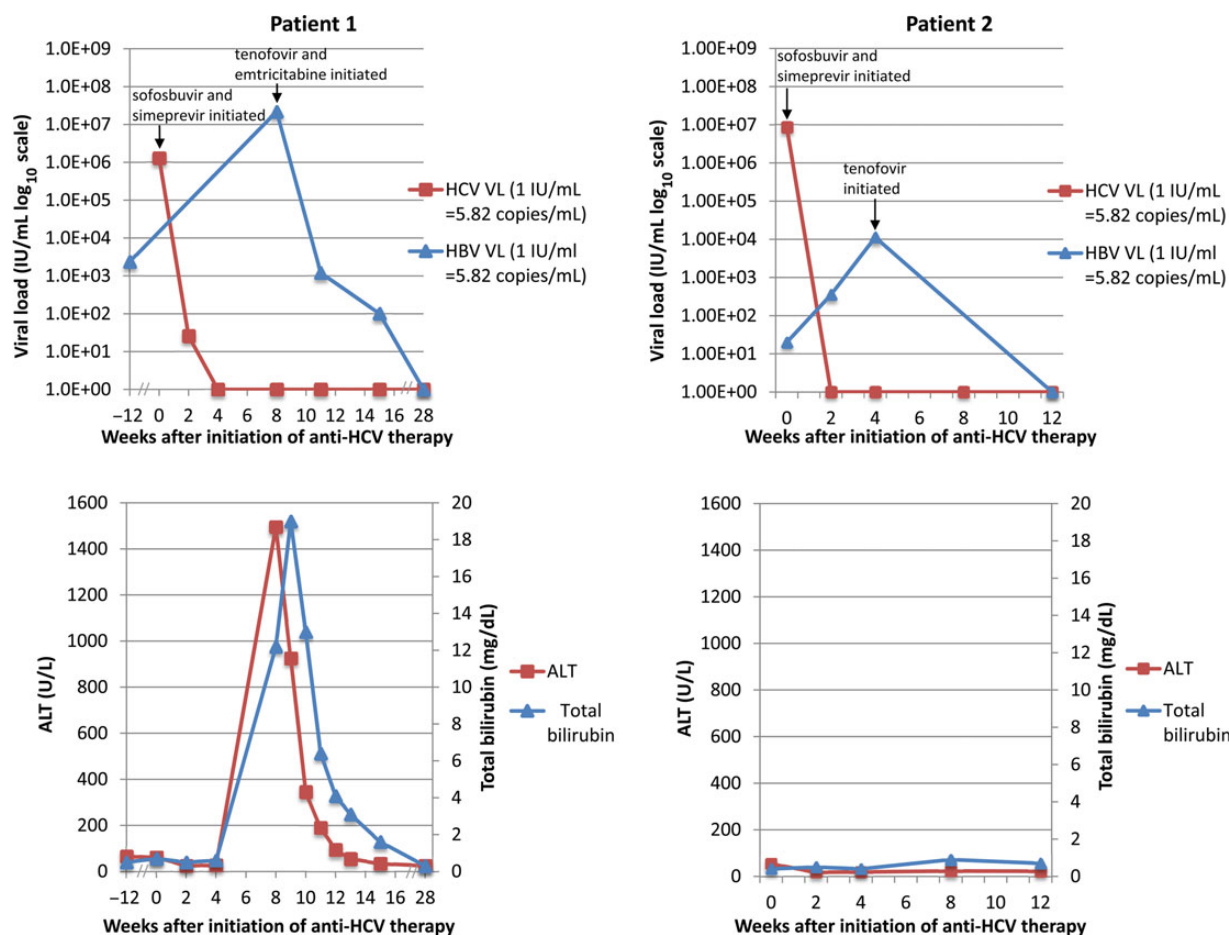 Patient 1
1.0E+09
1.0E+08
1.0E+07
1.0E+06
1.0E+05
1.0E+04
1.0E+03
1.0E+02
1.0E+01
1.0E+00
Viral load (IU/mL log10 scale)
tenofovir and
emtricitabine initiated
sofosbuvir and
simeprevir initiated
HCV VL (1 IU/mL
=5.82 copies/mL)
HBV VL (1 IU/ml
=5.82 copies/mL)
−12 0 2 4 6 8 10 12 14 16 28
Weeks after initiation of anti-HCV therapy
Patient 2
1.00E+09
1.00E+08
1.00E+07
1.00E+06
1.00E+05
1.00E+04
1.00E+03
1.00E+02
1.00E+01
1.00E+00
Viral load (IU/mL log10 scale)
sofosbuvir and
simeprevir initiated
tenofovir
initiated
HCV VL (1 IU/mL
=5.82 copies/mL)
HBV VL (1 IU/ml
=5.82 copies/mL)
0 2 4 6 8 10 12
Weeks after initiation of anti-HCV therapy
1600
1400
1200
1000
800
600
400
200
0
ALT (U/L)
20
18
16
14
12
10
8
6
4
2
0
Total bilirubin (mg/dL)
ALT
Total
bilirubin
−12 0 2 4 6 8 10 12 14 16 28
Weeks after initiation of anti-HCV therapy
1600
1400
1200
1000
800
600
400
200
0
ALT (U/L)
20
18
16
14
12
10
8
6
4
2
0
Total bilirubin (mg/dL)
ALT
Total
bilirubin
0 2 4 6 8 10 12
Weeks after initiation of anti-HCV therapy